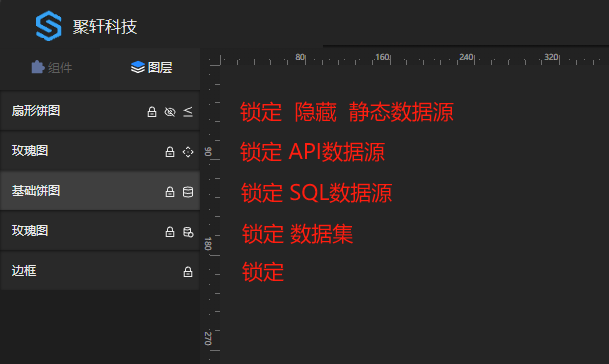 聚轩科技
组件 图层
80 160 240 320
扇形饼图 锁定 隐藏 静态数据源
玫瑰图 锁定 API数据源
90
基础饼图 锁定 SQL数据源
玫瑰图 锁定 数据集
180
边框 锁定
270